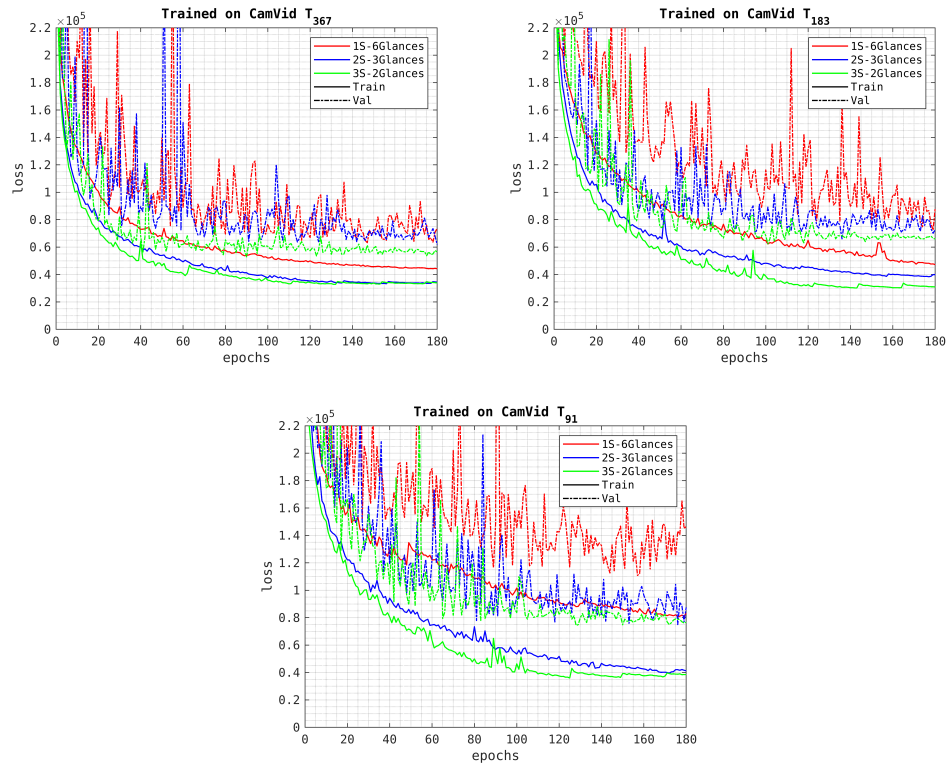 Trained on CamVid T367
×10^5
2.2
2
1.8
1.6
1.4
1.2
1
0.8
0.6
0.4
0.2
0
loss
1S-6Glances
2S-3Glances
3S-2Glances
Train
Val
0 20 40 60 80 100 120 140 160 180
epochs
Trained on CamVid T183
×10^5
2.2
2
1.8
1.6
1.4
1.2
1
0.8
0.6
0.4
0.2
0
loss
1S-6Glances
2S-3Glances
3S-2Glances
Train
Val
0 20 40 60 80 100 120 140 160 180
epochs
Trained on CamVid T91
×10^5
2.2
2
1.8
1.6
1.4
1.2
1
0.8
0.6
0.4
0.2
0
loss
1S-6Glances
2S-3Glances
3S-2Glances
Train
Val
0 20 40 60 80 100 120 140 160 180
epochs